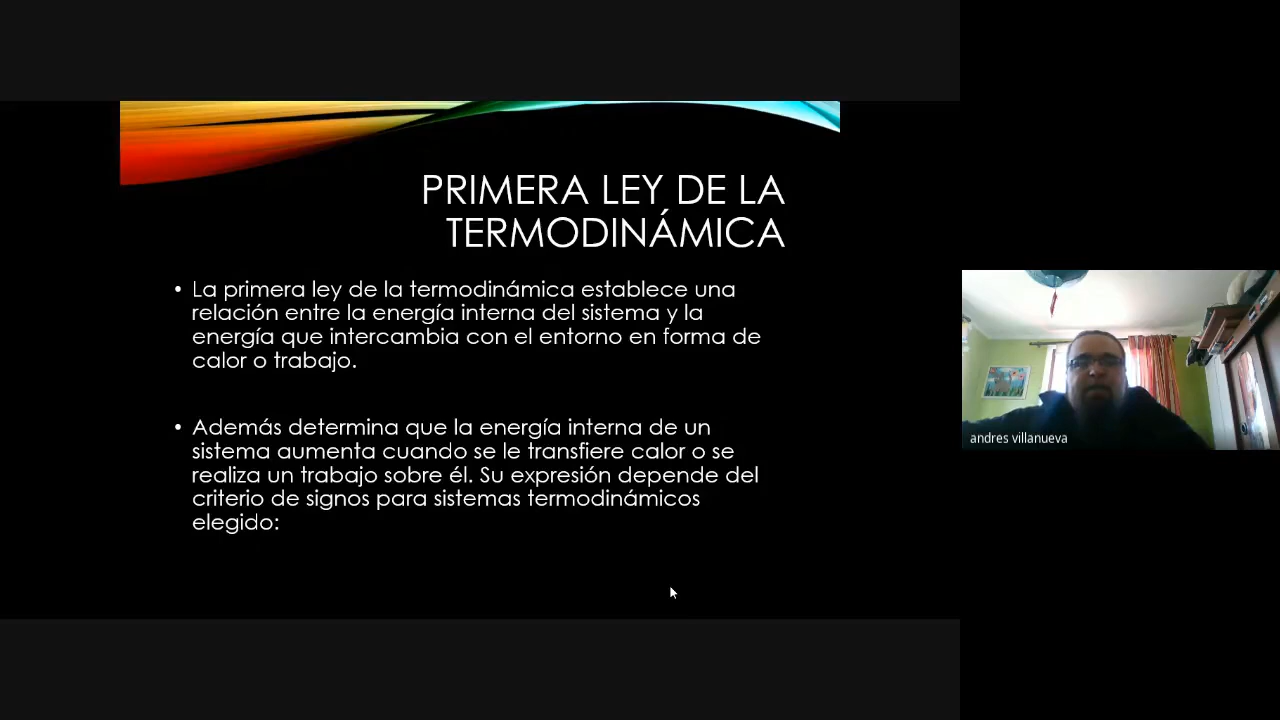 PRIMERA LEY DE LA
TERMODINÁMICA
• La primera ley de la termodinámica establece una
relación entre la energía interna del sistema y la
energía que intercambia con el entorno en forma de
calor o trabajo.
• Además determina que la energía interna de un
sistema aumenta cuando se le transfiere calor o se
realiza un trabajo sobre él. Su expresión depende del
criterio de signos para sistemas termodinámicos
elegido:
andres villanueva